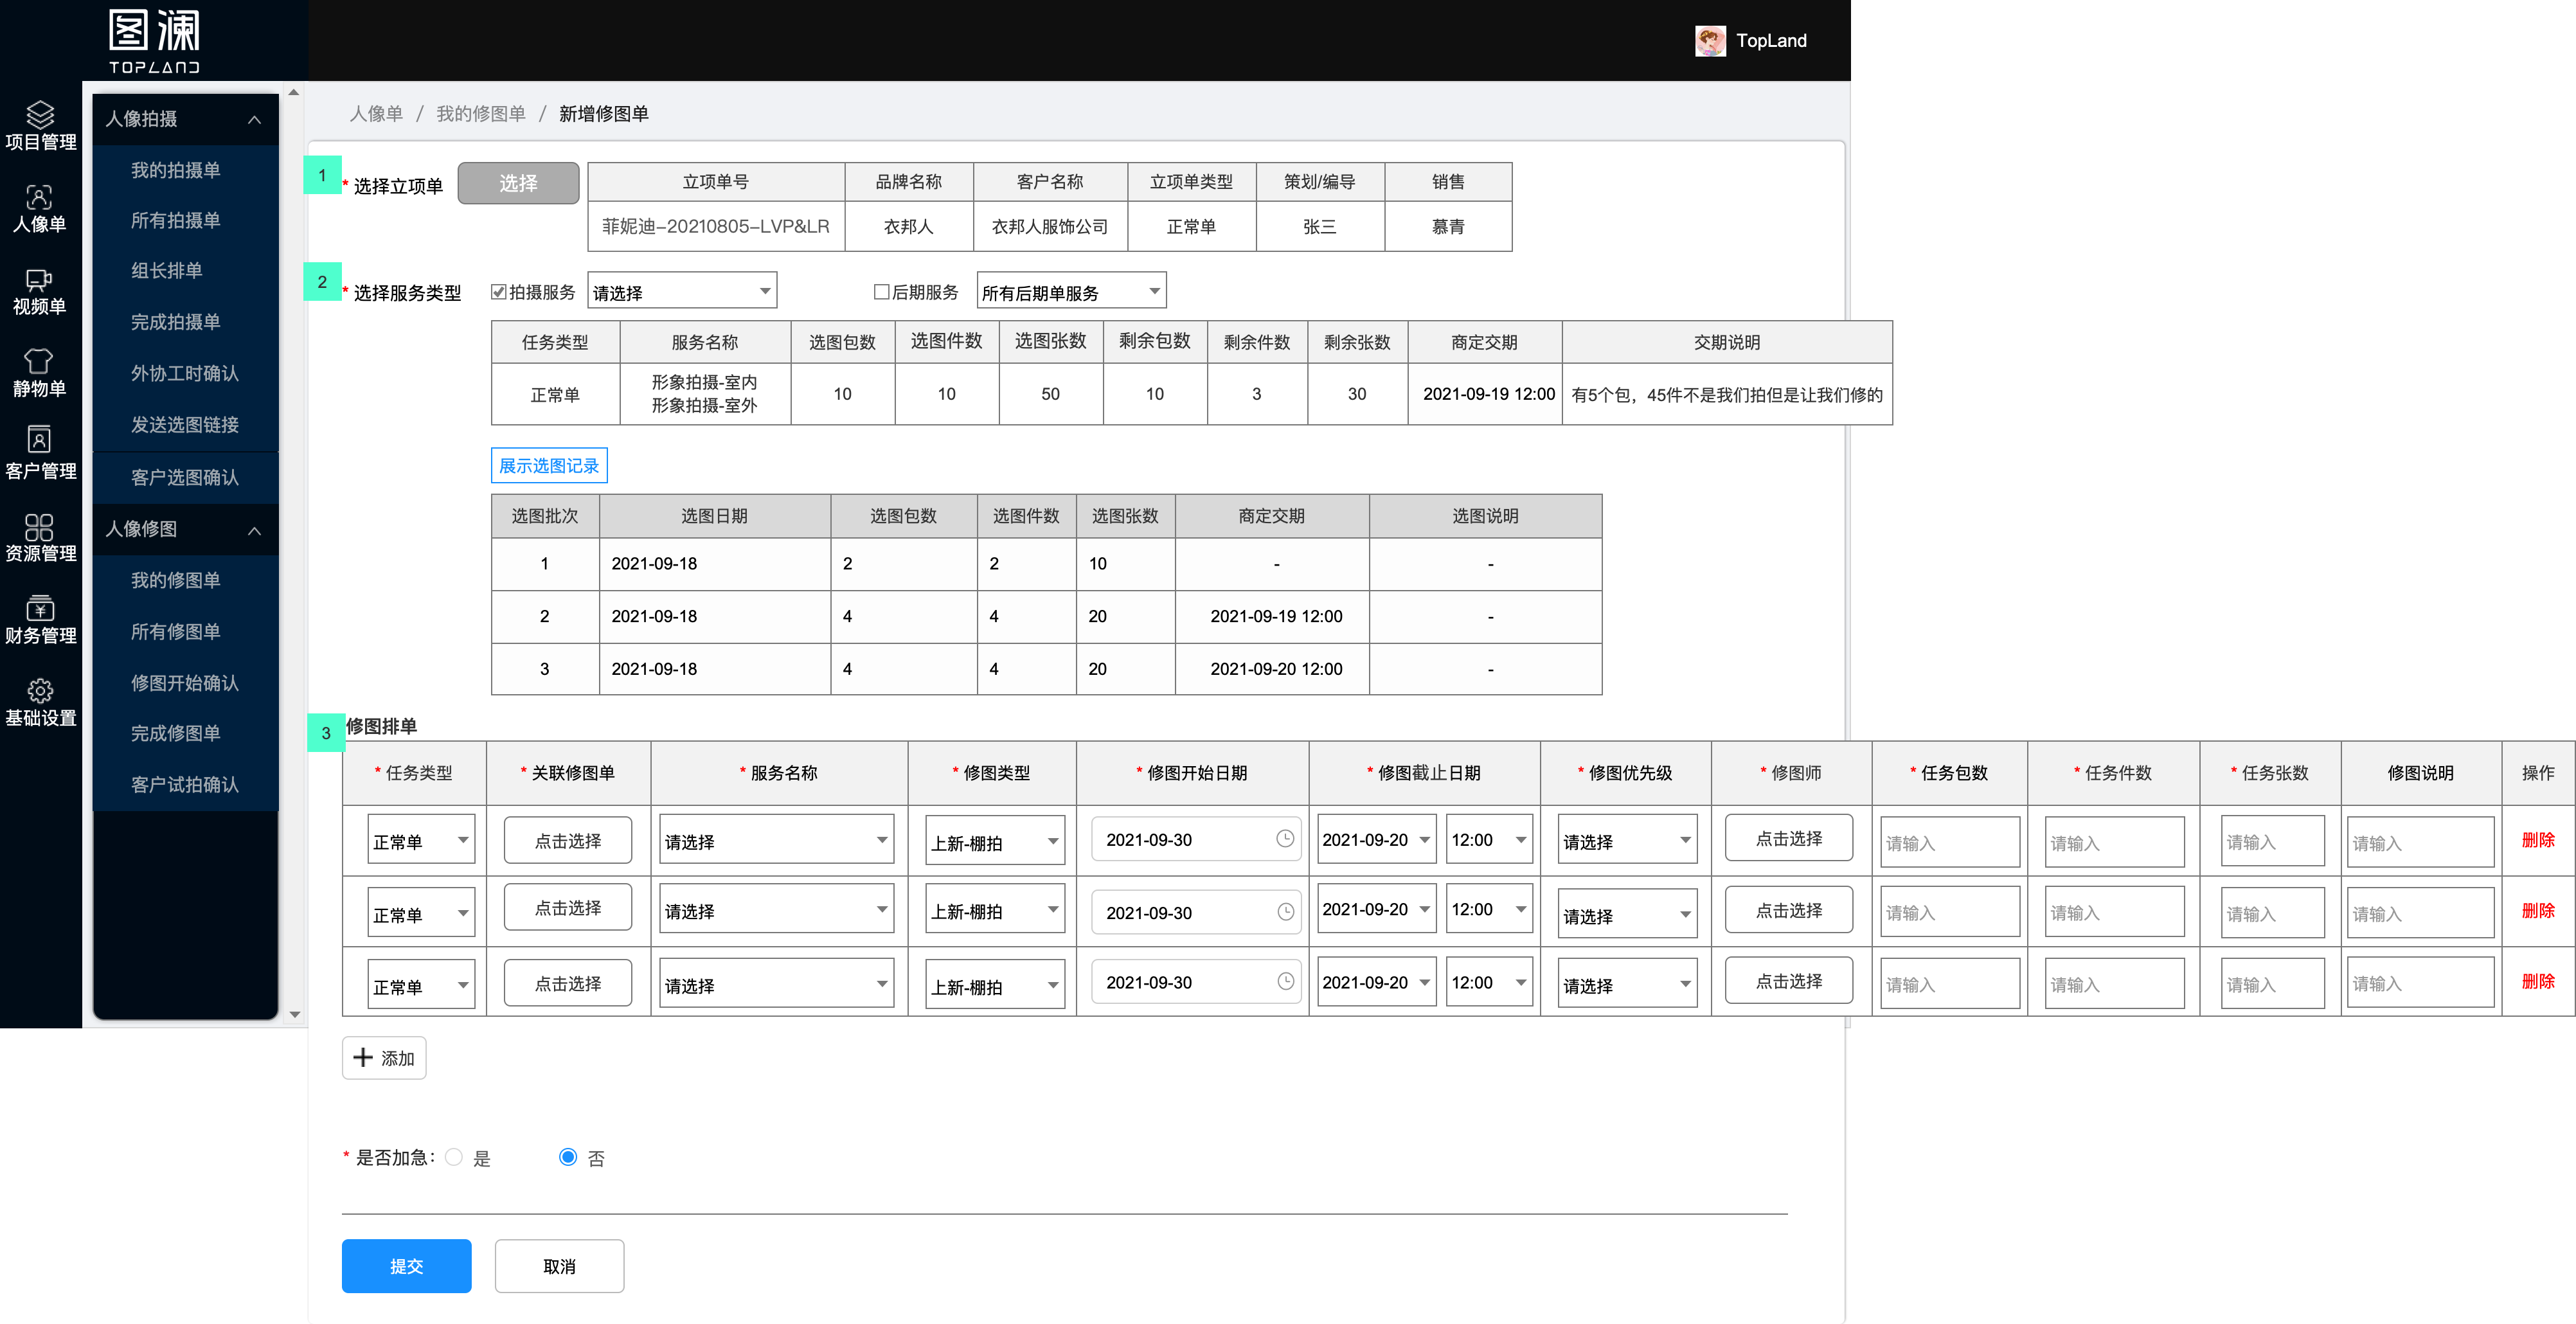 图澜
TOPLAND
TopLand
项目管理
人像单
视频单
静物单
客户管理
资源管理
财务管理
基础设置
人像拍摄
我的拍摄单
所有拍摄单
组长排单
完成拍摄单
外协工时确认
发送选图链接
客户选图确认
人像修图
我的修图单
所有修图单
修图开始确认
完成修图单
客户试拍确认
人像单 / 我的修图单 / 新增修图单
1
* 选择立项单 选择
立项单号 品牌名称 客户名称 立项单类型 策划/编导 销售
菲妮迪-20210805-LVP&LR 衣邦人 衣邦人服饰公司 正常单 张三 慕青
2
* 选择服务类型 拍摄服务 请选择 后期服务 所有后期单服务
任务类型 服务名称 选图包数 选图件数 选图张数 剩余包数 剩余件数 剩余张数 商定交期 交期说明
正常单 形象拍摄-室内 10 10 50 10 3 30 2021-09-19 12:00 有5个包，45件不是我们拍但是让我们修的
形象拍摄-室外
展示选图记录
选图批次 选图日期 选图包数 选图件数 选图张数 商定交期 选图说明
1 2021-09-18 2 2 10 - -
2 2021-09-18 4 4 20 2021-09-19 12:00 -
3 2021-09-18 4 4 20 2021-09-20 12:00 -
3
修图排单
* 任务类型 * 关联修图单 * 服务名称 * 修图类型 * 修图开始日期 * 修图截止日期 * 修图优先级 * 修图师 * 任务包数 * 任务件数 * 任务张数 修图说明 操作
正常单 点击选择 请选择 上新-棚拍 2021-09-30 2021-09-20 12:00 请选择 点击选择 请输入 请输入 请输入 请输入 删除
正常单 点击选择 请选择 上新-棚拍 2021-09-30 2021-09-20 12:00 请选择 点击选择 请输入 请输入 请输入 请输入 删除
正常单 点击选择 请选择 上新-棚拍 2021-09-30 2021-09-20 12:00 请选择 点击选择 请输入 请输入 请输入 请输入 删除
添加
* 是否加急： 是 否
提交 取消